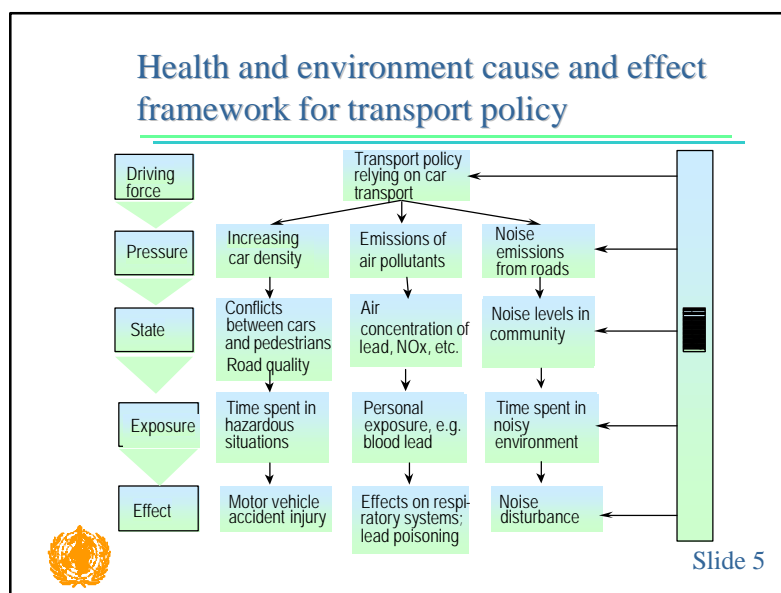 Health and environment cause and effect
framework for transport policy
Driving
force
Transport policy
relying on car
transport
Pressure
Increasing
car density
Emissions of
air pollutants
Noise
emissions
from roads
State
Conflicts
between cars
and pedestrians
Road quality
Air
concentration of
lead, NOx, etc.
Noise levels in
community
Exposure
Time spent in
hazardous
situations
Personal
exposure, e.g.
blood lead
Time spent in
noisy
environment
Effect
Motor vehicle
accident injury
Effects on respi-
ratory systems;
lead poisoning
Noise
disturbance
Slide 5